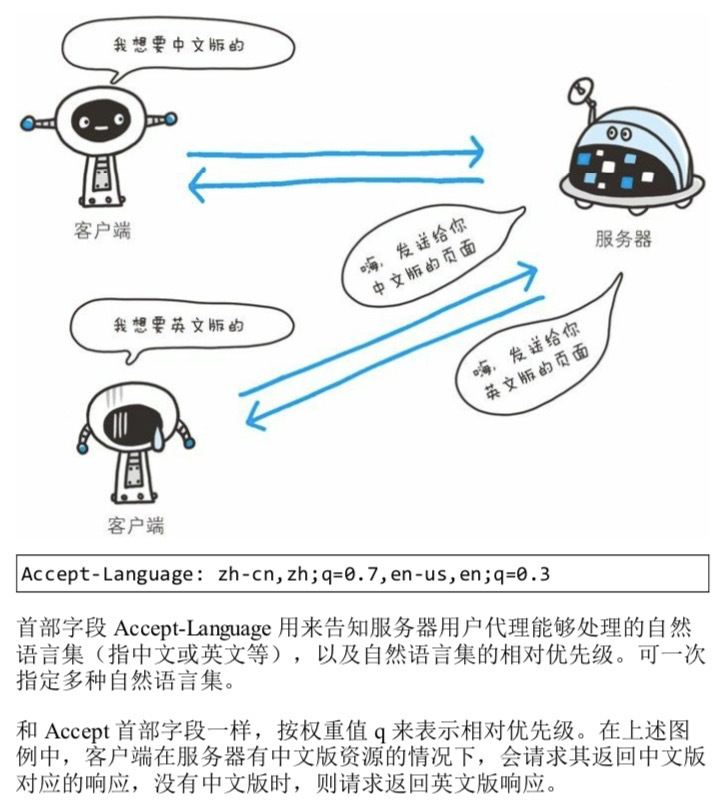 我想要中文版的
客户端
服务器
嗨，发送给你
中文版的页面
我想要英文版的
嗨，发送给你
英文版的页面
客户端
Accept-Language: zh-cn,zh;q=0.7,en-us,en;q=0.3
首部字段 Accept-Language 用来告知服务器用户代理能够处理的自然
语言集（指中文或英文等），以及自然语言集的相对优先级。可一次
指定多种自然语言集。
和 Accept 首部字段一样，按权重值 q 来表示相对优先级。在上述图
例中，客户端在服务器有中文版资源的情况下，会请求其返回中文版
对应的响应，没有中文版时，则请求返回英文版响应。